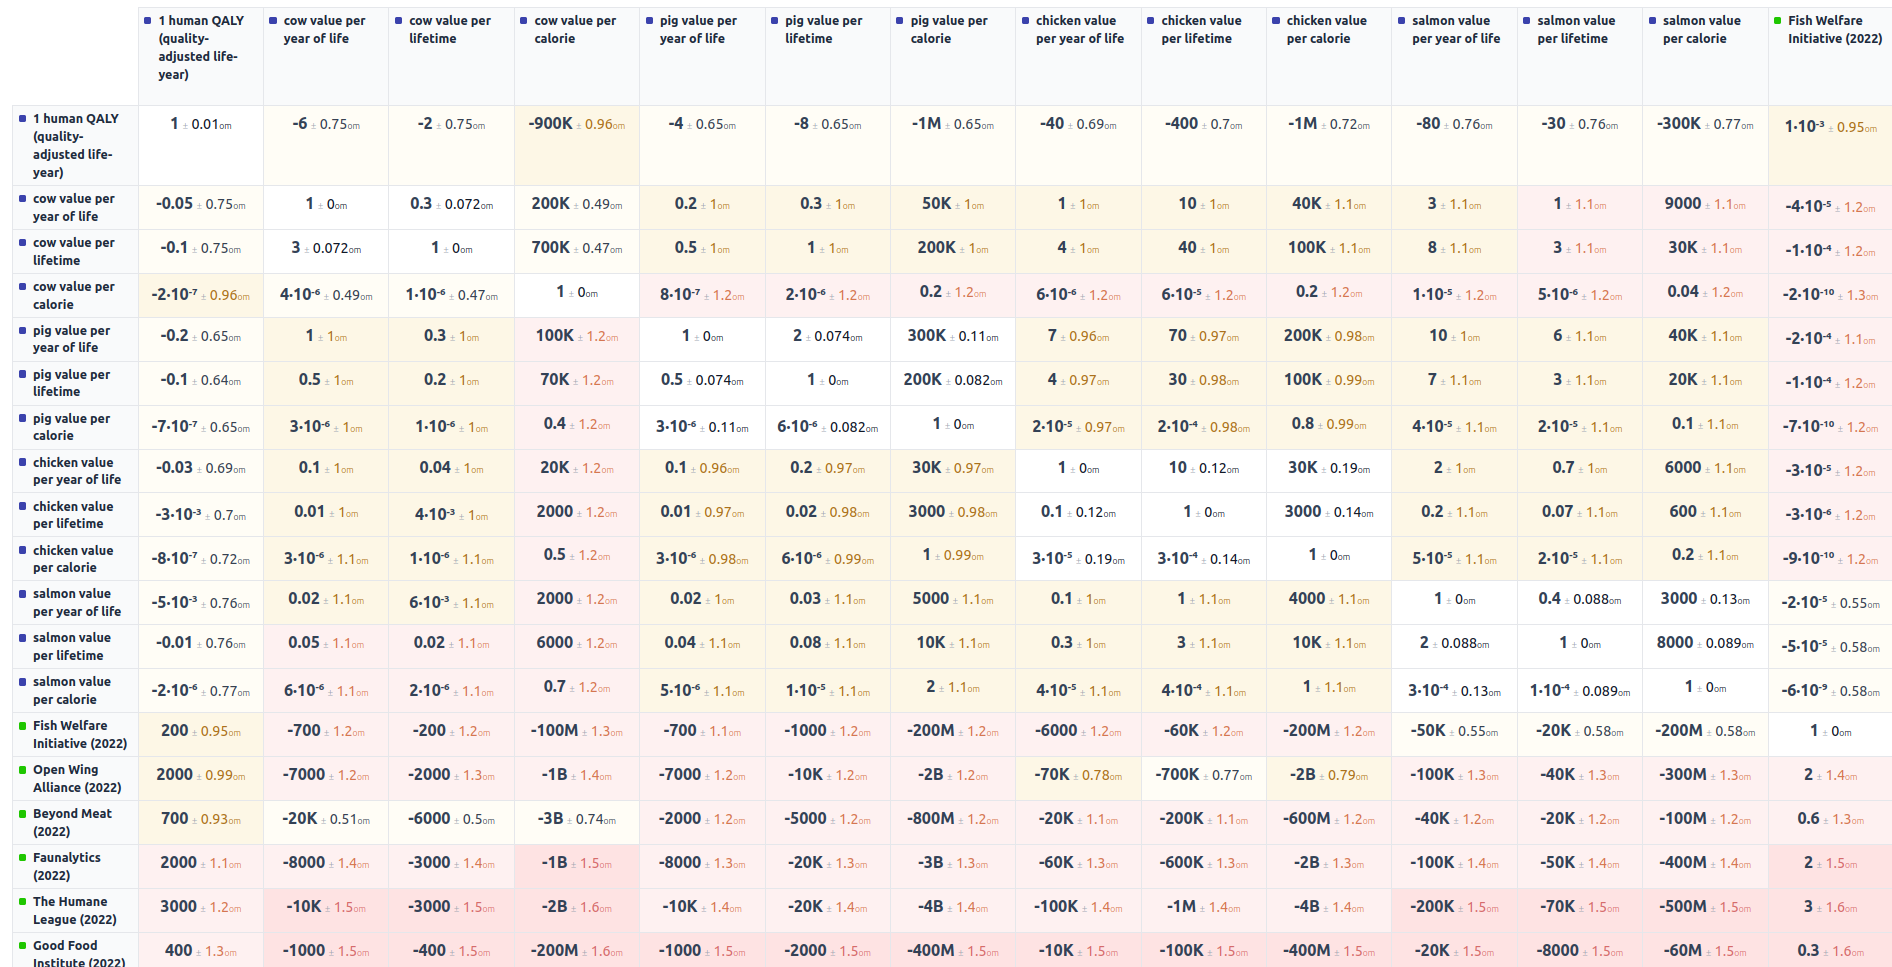 1 human QALY (quality-adjusted life-year) cow value per year of life cow value per lifetime cow value per calorie pig value per year of life pig value per lifetime pig value per calorie chicken value per year of life chicken value per lifetime chicken value per calorie salmon value per year of life salmon value per lifetime salmon value per calorie Fish Welfare Initiative (2022)
1 human QALY (quality-adjusted life-year) 1 ± 0.01om -6 ± 0.75om -2 ± 0.75om -900K ± 0.96om -4 ± 0.65om -8 ± 0.65om -1M ± 0.65om -40 ± 0.69om -400 ± 0.7om -1M ± 0.72om -80 ± 0.76om -30 ± 0.76om -300K ± 0.77om 1·10⁻³ ± 0.95om
cow value per year of life -0.05 ± 0.75om 1 ± 0om 0.3 ± 0.072om 200K ± 0.49om 0.2 ± 1om 0.3 ± 1om 50K ± 1om 1 ± 1om 10 ± 1om 40K ± 1.1om 3 ± 1.1om 1 ± 1.1om 9000 ± 1.1om -4·10⁻⁵ ± 1.2om
cow value per lifetime -0.1 ± 0.75om 3 ± 0.072om 1 ± 0om 700K ± 0.47om 0.5 ± 1om 1 ± 1om 200K ± 1om 4 ± 1om 40 ± 1om 100K ± 1.1om 8 ± 1.1om 3 ± 1.1om 30K ± 1.1om -1·10⁻⁴ ± 1.2om
cow value per calorie -2·10⁻⁷ ± 0.96om 4·10⁻⁶ ± 0.49om 1·10⁻⁶ ± 0.47om 1 ± 0om 8·10⁻⁷ ± 1.2om 2·10⁻⁶ ± 1.2om 0.2 ± 1.2om 6·10⁻⁶ ± 1.2om 6·10⁻⁵ ± 1.2om 0.2 ± 1.2om 1·10⁻⁵ ± 1.2om 5·10⁻⁶ ± 1.2om 0.04 ± 1.2om -2·10⁻¹⁰ ± 1.3om
pig value per year of life -0.2 ± 0.65om 1 ± 1om 0.3 ± 1om 100K ± 1.2om 1 ± 0om 2 ± 0.074om 300K ± 0.11om 7 ± 0.96om 70 ± 0.97om 200K ± 0.98om 10 ± 1om 6 ± 1.1om 40K ± 1.1om -2·10⁻⁴ ± 1.1om
pig value per lifetime -0.1 ± 0.64om 0.5 ± 1om 0.2 ± 1om 70K ± 1.2om 0.5 ± 0.074om 1 ± 0om 200K ± 0.082om 4 ± 0.97om 30 ± 0.98om 100K ± 0.99om 7 ± 1.1om 3 ± 1.1om 20K ± 1.1om -1·10⁻⁴ ± 1.2om
pig value per calorie -7·10⁻⁷ ± 0.65om 3·10⁻⁶ ± 1om 1·10⁻⁶ ± 1om 0.4 ± 1.2om 3·10⁻⁶ ± 0.11om 6·10⁻⁶ ± 0.082om 1 ± 0om 2·10⁻⁵ ± 0.97om 2·10⁻⁴ ± 0.98om 0.8 ± 0.99om 4·10⁻⁵ ± 1.1om 2·10⁻⁵ ± 1.1om 0.1 ± 1.1om -7·10⁻¹⁰ ± 1.2om
chicken value per year of life -0.03 ± 0.69om 0.1 ± 1om 0.04 ± 1om 20K ± 1.2om 0.1 ± 0.96om 0.2 ± 0.97om 30K ± 0.97om 1 ± 0om 10 ± 0.12om 30K ± 0.19om 2 ± 1om 0.7 ± 1om 6000 ± 1.1om -3·10⁻⁵ ± 1.2om
chicken value per lifetime -3·10⁻³ ± 0.7om 0.01 ± 1om 4·10⁻³ ± 1om 2000 ± 1.2om 0.01 ± 0.97om 0.02 ± 0.98om 3000 ± 0.98om 0.1 ± 0.12om 1 ± 0om 3000 ± 0.14om 0.2 ± 1.1om 0.07 ± 1.1om 600 ± 1.1om -3·10⁻⁶ ± 1.2om
chicken value per calorie -8·10⁻⁷ ± 0.72om 3·10⁻⁶ ± 1.1om 1·10⁻⁶ ± 1.1om 0.5 ± 1.2om 3·10⁻⁶ ± 0.98om 6·10⁻⁶ ± 0.99om 1 ± 0.99om 3·10⁻⁵ ± 0.19om 3·10⁻⁴ ± 0.14om 1 ± 0om 5·10⁻⁵ ± 1.1om 2·10⁻⁵ ± 1.1om 0.2 ± 1.1om -9·10⁻¹⁰ ± 1.2om
salmon value per year of life -5·10⁻³ ± 0.76om 0.02 ± 1.1om 6·10⁻³ ± 1.1om 2000 ± 1.2om 0.02 ± 1om 0.03 ± 1.1om 5000 ± 1.1om 0.1 ± 1om 1 ± 1.1om 4000 ± 1.1om 1 ± 0om 0.4 ± 0.088om 3000 ± 0.13om -2·10⁻⁵ ± 0.55om
salmon value per lifetime -0.01 ± 0.76om 0.05 ± 1.1om 0.02 ± 1.1om 6000 ± 1.2om 0.04 ± 1.1om 0.08 ± 1.1om 10K ± 1.1om 0.3 ± 1om 3 ± 1.1om 10K ± 1.1om 2 ± 0.088om 1 ± 0om 8000 ± 0.089om -5·10⁻⁵ ± 0.58om
salmon value per calorie -2·10⁻⁶ ± 0.77om 6·10⁻⁶ ± 1.1om 2·10⁻⁶ ± 1.1om 0.7 ± 1.2om 5·10⁻⁶ ± 1.1om 1·10⁻⁵ ± 1.1om 2 ± 1.1om 4·10⁻⁵ ± 1.1om 4·10⁻⁴ ± 1.1om 1 ± 1.1om 3·10⁻⁴ ± 0.13om 1·10⁻⁴ ± 0.089om 1 ± 0om -6·10⁻⁹ ± 0.58om
Fish Welfare Initiative (2022) 200 ± 0.95om -700 ± 1.2om -200 ± 1.2om -100M ± 1.3om -700 ± 1.1om -1000 ± 1.2om -200M ± 1.2om -6000 ± 1.2om -60K ± 1.2om -200M ± 1.2om -50K ± 0.55om -20K ± 0.58om -200M ± 0.58om 1 ± 0om
Open Wing Alliance (2022) 2000 ± 0.99om -7000 ± 1.2om -2000 ± 1.3om -1B ± 1.4om -7000 ± 1.2om -10K ± 1.2om -2B ± 1.2om -70K ± 0.78om -700K ± 0.77om -2B ± 0.79om -100K ± 1.3om -40K ± 1.3om -300M ± 1.3om 2 ± 1.4om
Beyond Meat (2022) 700 ± 0.93om -20K ± 0.51om -6000 ± 0.5om -3B ± 0.74om -2000 ± 1.2om -5000 ± 1.2om -800M ± 1.2om -20K ± 1.1om -200K ± 1.1om -600M ± 1.2om -40K ± 1.2om -20K ± 1.2om -100M ± 1.2om 0.6 ± 1.3om
Faunalytics (2022) 2000 ± 1.1om -8000 ± 1.4om -3000 ± 1.4om -1B ± 1.5om -8000 ± 1.3om -20K ± 1.3om -3B ± 1.3om -60K ± 1.3om -600K ± 1.3om -2B ± 1.3om -100K ± 1.4om -50K ± 1.4om -400M ± 1.4om 2 ± 1.5om
The Humane League (2022) 3000 ± 1.2om -10K ± 1.5om -3000 ± 1.5om -2B ± 1.6om -10K ± 1.4om -20K ± 1.4om -4B ± 1.4om -100K ± 1.4om -1M ± 1.4om -4B ± 1.4om -200K ± 1.5om -70K ± 1.5om -500M ± 1.5om 3 ± 1.6om
Good Food Institute (2022) 400 ± 1.3om -1000 ± 1.5om -400 ± 1.5om -200M ± 1.6om -1000 ± 1.5om -2000 ± 1.5om -400M ± 1.5om -10K ± 1.5om -100K ± 1.5om -400M ± 1.5om -20K ± 1.5om -8000 ± 1.5om -60M ± 1.5om 0.3 ± 1.6om